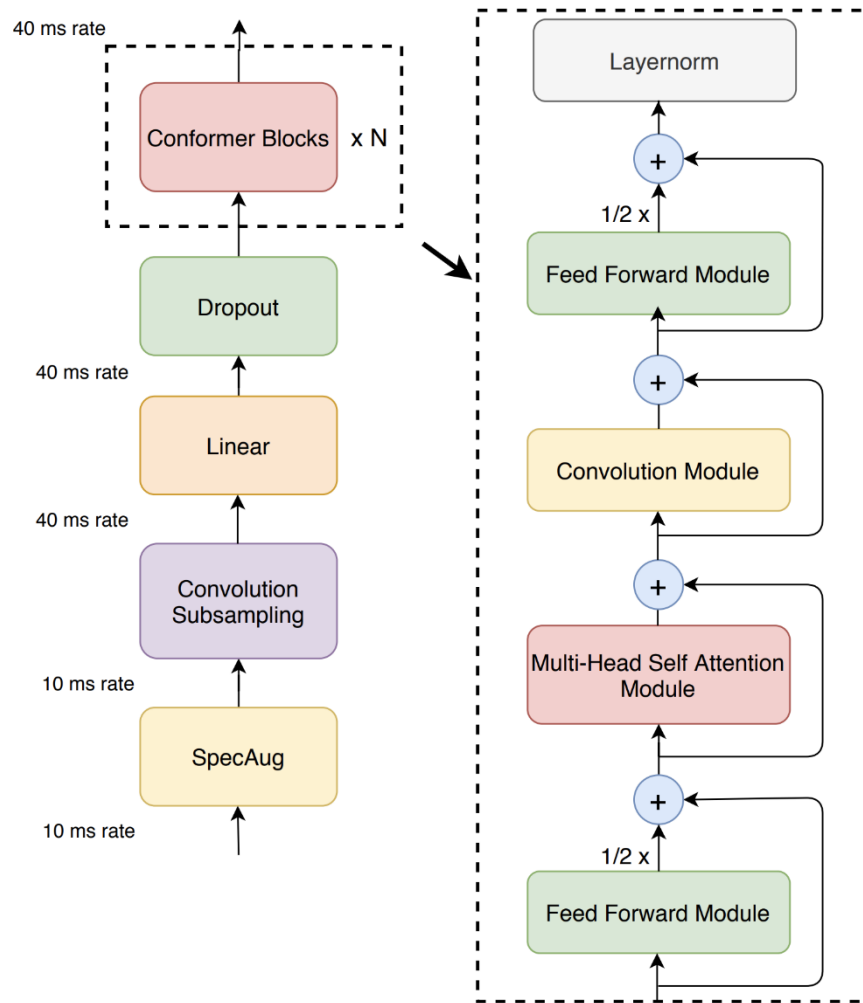 40 ms rate
Conformer Blocks
x N
Dropout
40 ms rate
Linear
40 ms rate
Convolution
Subsampling
10 ms rate
SpecAug
10 ms rate
Layernorm
+
1/2 x
Feed Forward Module
+
Convolution Module
+
Multi-Head Self Attention
Module
+
1/2 x
Feed Forward Module